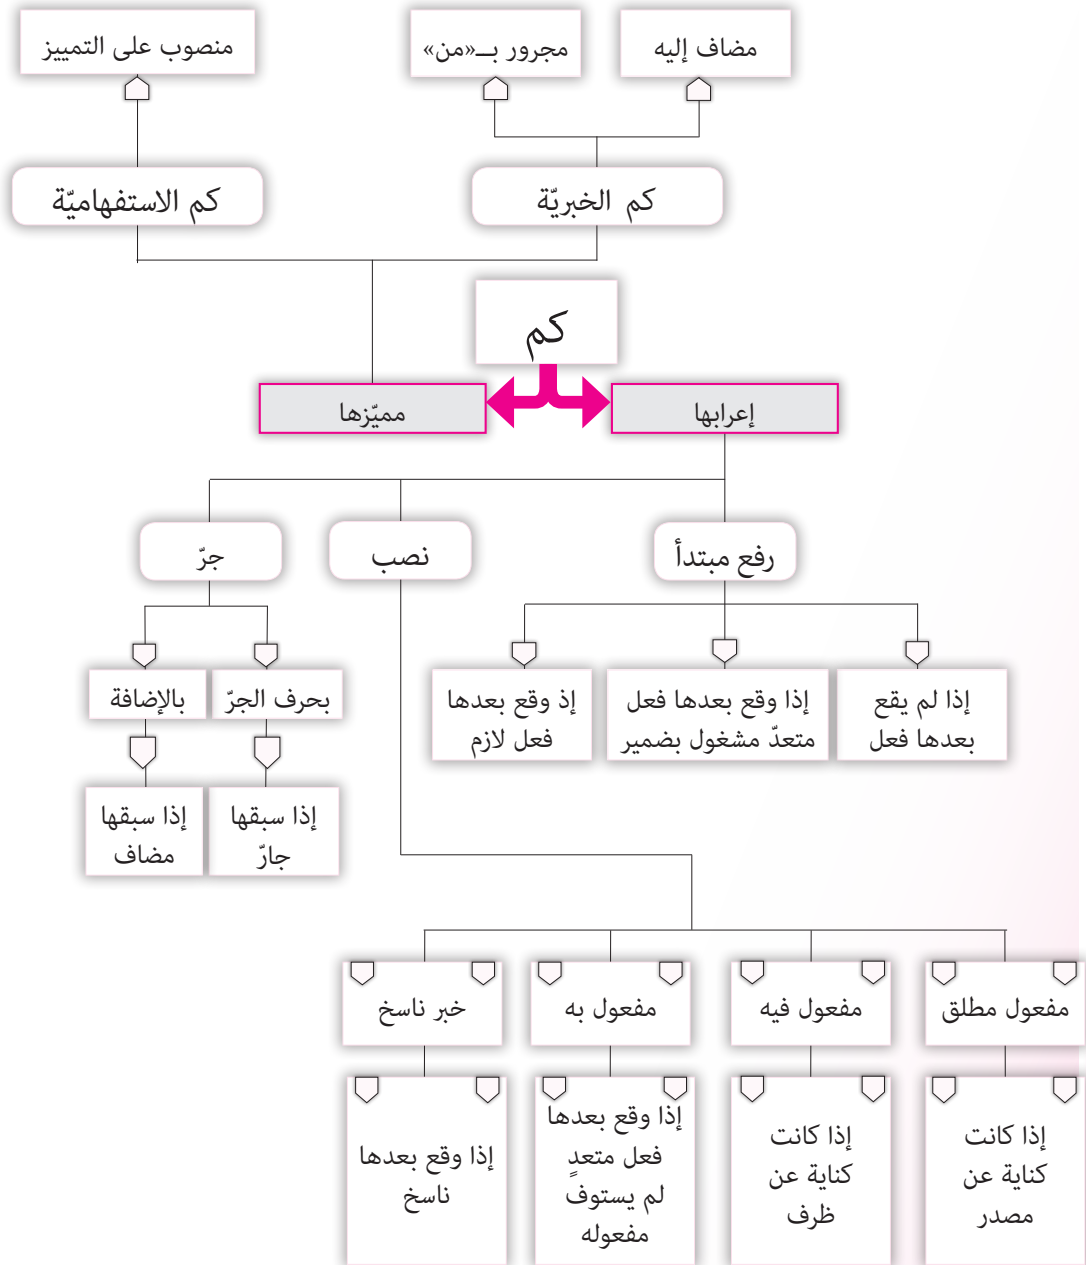 مضاف إليه
مجرور بــ«من»
منصوب على التمييز
كم الخبريّة
كم الاستفهاميّة
كم
إعرابها
مميّزها
رفع مبتدأ
نصب
جرّ
إذا لم يقع
بعدها فعل
إذا وقع بعدها فعل
متعدّ مشغول بضمير
إذ وقع بعدها
فعل لازم
بحرف الجرّ
بالإضافة
إذا سبقها
جارّ
إذا سبقها
مضاف
مفعول مطلق
مفعول فيه
مفعول به
خبر ناسخ
إذا كانت
كناية عن
مصدر
إذا كانت
كناية عن
ظرف
إذا وقع بعدها
فعل متعدٍ
لم يستوف
مفعوله
إذا وقع بعدها
ناسخ